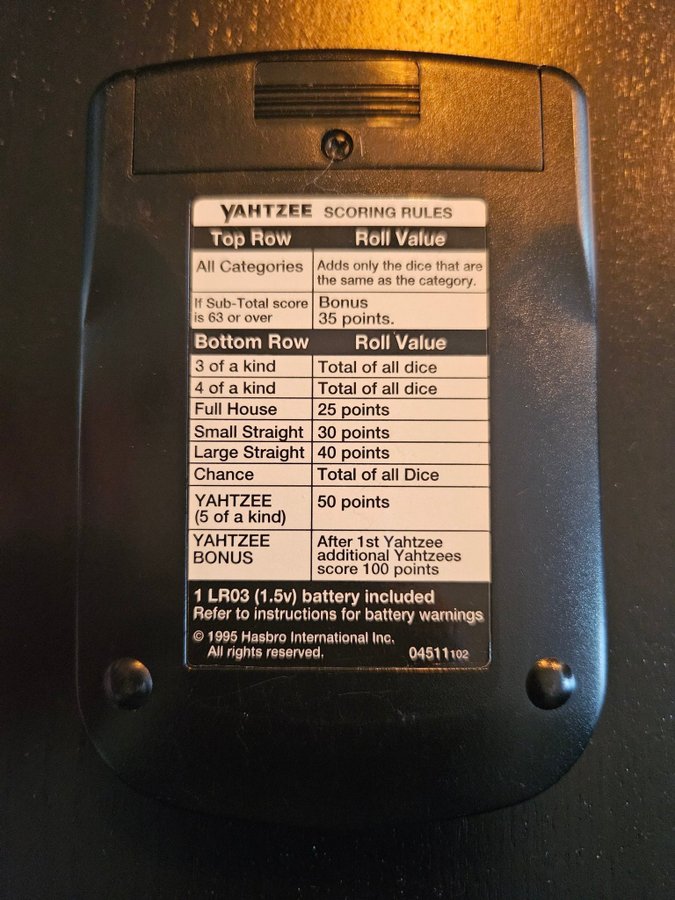 YAHTZEE SCORING RULES
Top Row Roll Value
All Categories Adds only the dice that are
the same as the category.
If Sub-Total score Bonus
is 63 or over 35 points.
Bottom Row Roll Value
3 of a kind Total of all dice
4 of a kind Total of all dice
Full House 25 points
Small Straight 30 points
Large Straight 40 points
Chance Total of all Dice
YAHTZEE 50 points
(5 of a kind)
YAHTZEE After 1st Yahtzee
BONUS additional Yahtzees
score 100 points
1 LR03 (1.5v) battery included
Refer to instructions for battery warnings
© 1995 Hasbro International Inc.
All rights reserved. 04511102